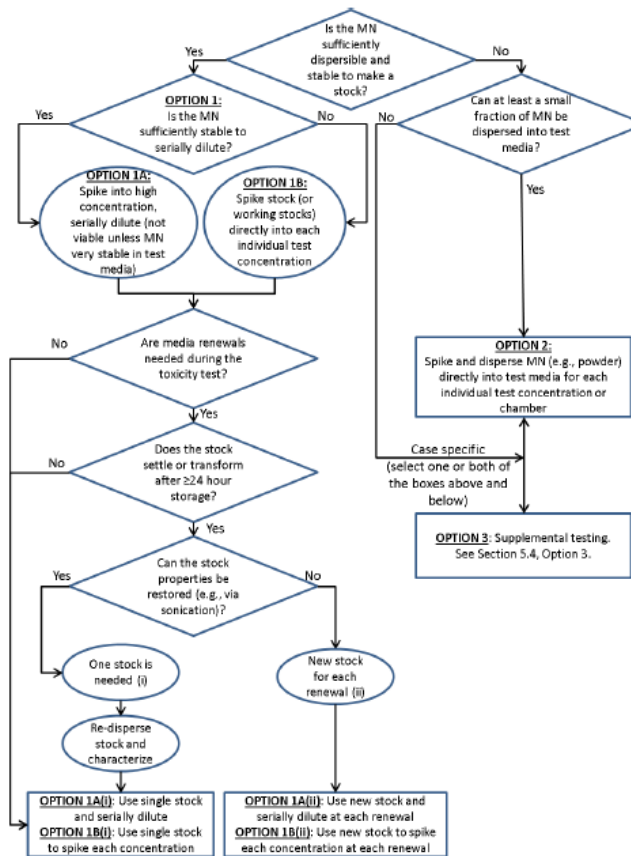 Is the MN
sufficiently
dispersible and
stable to make a
stock?
Yes
No
OPTION 1:
Is the MN
sufficiently stable to
serially dilute?
Yes
No
Can at least a small
fraction of MN be
dispersed into test
media?
No
Yes
OPTION 1A:
Spike into high
concentration,
serially dilute (not
viable unless MN
very stable in test
media)
OPTION 1B:
Spike stock (or
working stocks)
directly into each
individual test
concentration
Are media renewals
needed during the
toxicity test?
No
Yes
OPTION 2:
Spike and disperse MN (e.g., powder)
directly into test media for each
individual test concentration or
chamber
Does the stock
settle or transform
after ≥24 hour
storage?
No
Yes
Case specific
(select one or both of
the boxes above and
below)
OPTION 3: Supplemental testing.
See Section 5.4, Option 3.
Can the stock
properties be
restored (e.g., via
sonication)?
Yes
No
One stock is
needed (i)
New stock
for each
renewal (ii)
Re-disperse
stock and
characterize
OPTION 1A(i): Use single stock
and serially dilute
OPTION 1B(i): Use single stock
to spike each concentration
OPTION 1A(ii): Use new stock and
serially dilute at each renewal
OPTION 1B(ii): Use new stock to spike
each concentration at each renewal